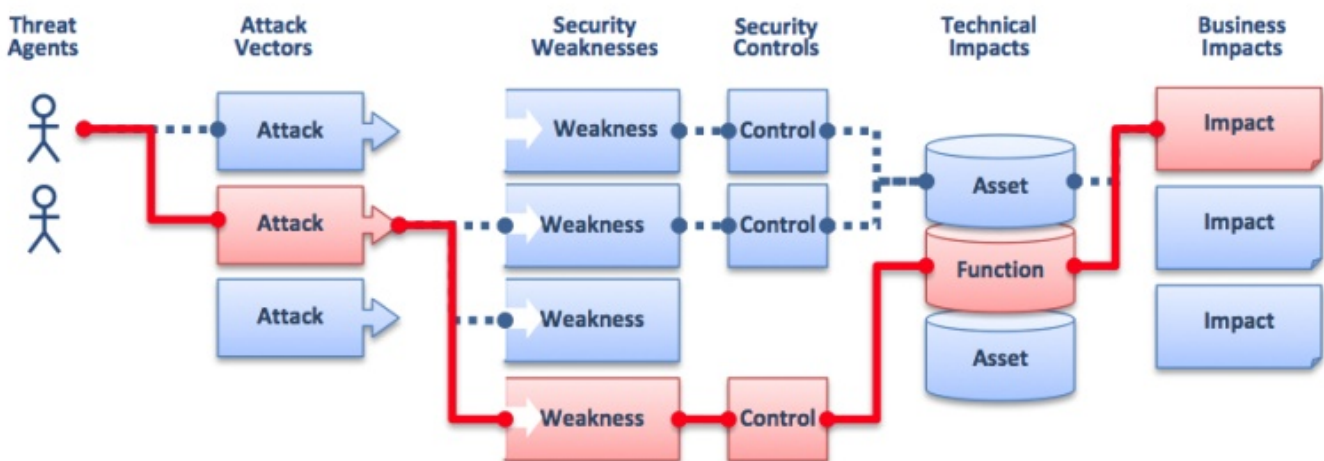 Threat Agents
Attack Vectors
Security Weaknesses
Security Controls
Technical Impacts
Business Impacts
Attack
Weakness
Control
Impact
Asset
Attack
Weakness
Control
Impact
Function
Attack
Weakness
Impact
Asset
Weakness
Control